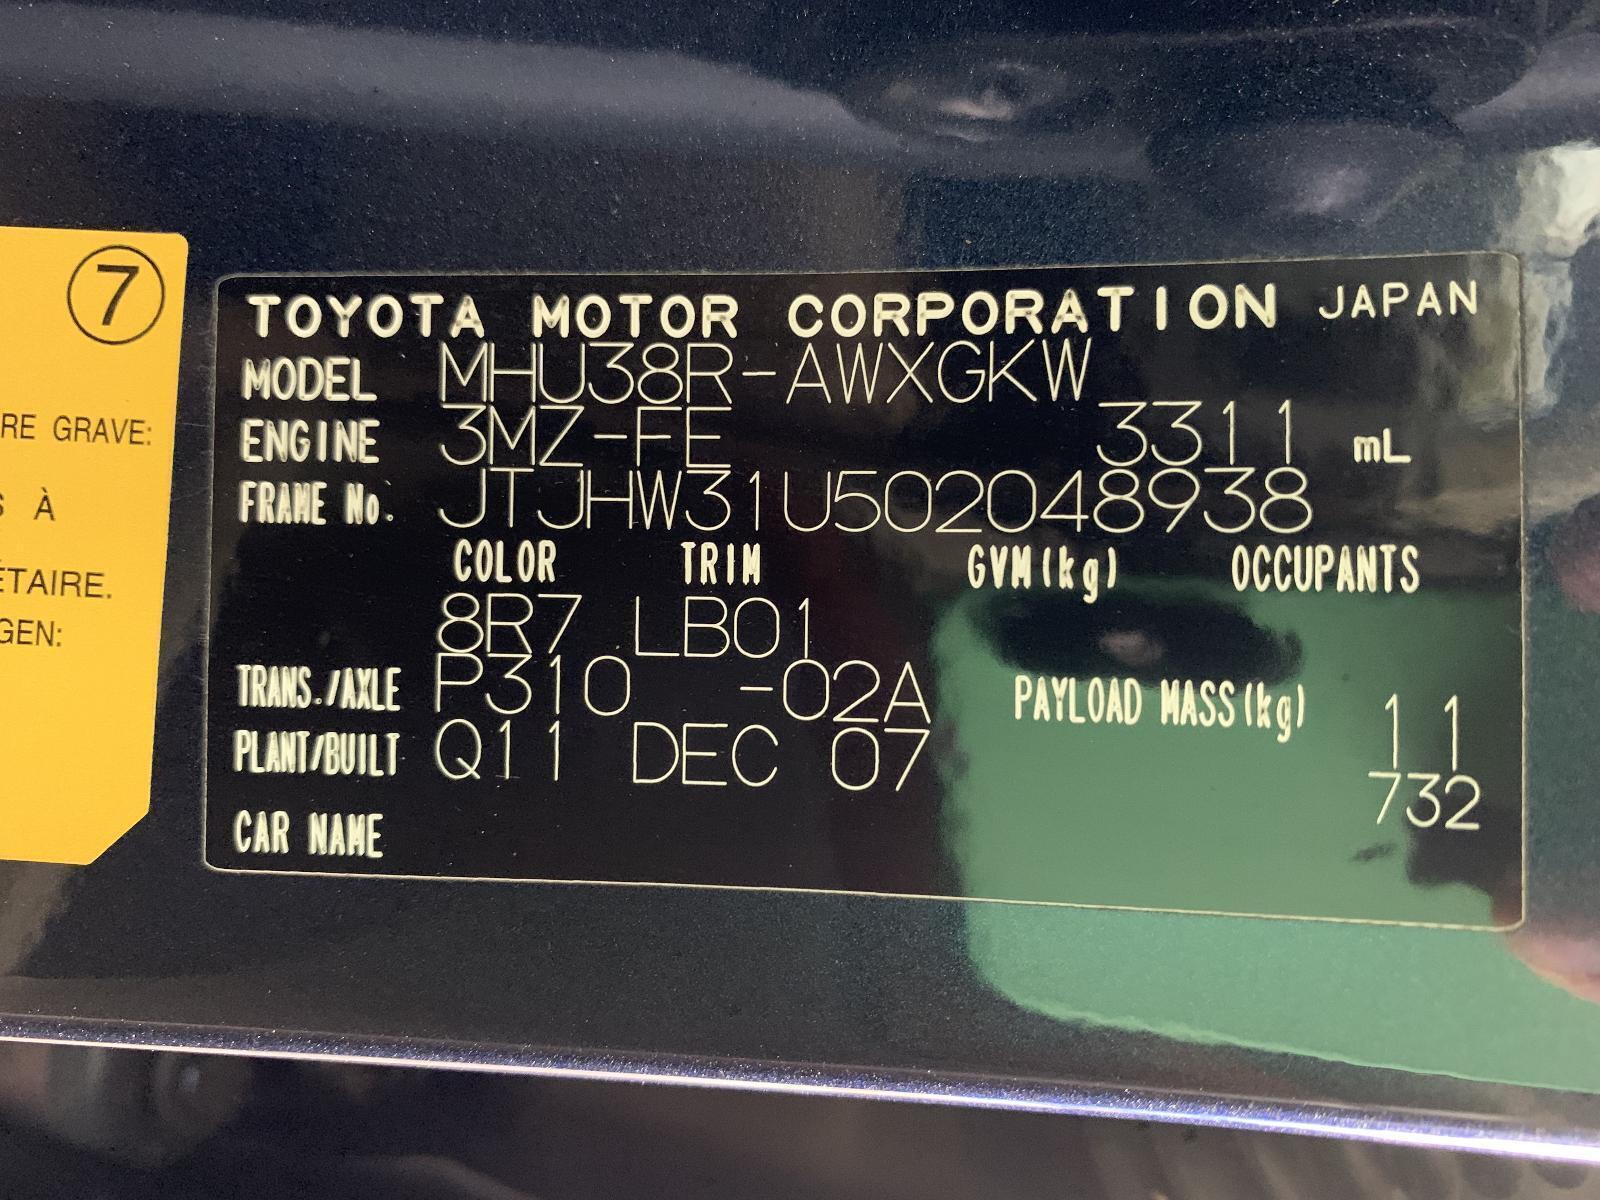 7
RE GRAVE:
S À
ÉTAIRE.
GEN:
TOYOTA MOTOR CORPORATION JAPAN
MODEL MHU38R-AWXGKW
ENGINE 3MZ-FE 3311 mL
FRAME No. JTJHW31U502048938
COLOR TRIM GVM(kg) OCCUPANTS
8R7 LB01
TRANS./AXLE P310 -02A PAYLOAD MASS(kg) 11
PLANT/BUILT Q11 DEC 07 732
CAR NAME